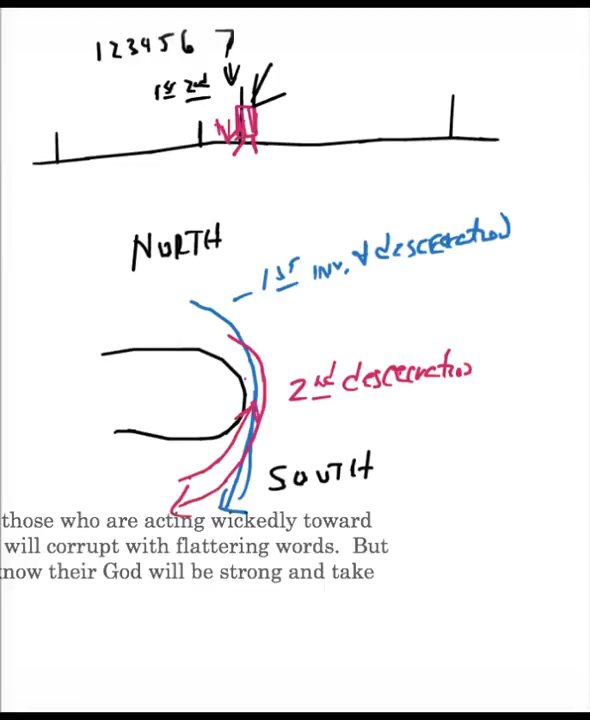 1 2 3 4 5 6 7
1st 2nd
NORTH
1st INV. & desecration
2nd desecration
SOUTH
those who are acting wickedly toward
will corrupt with flattering words.  But
now their God will be strong and take